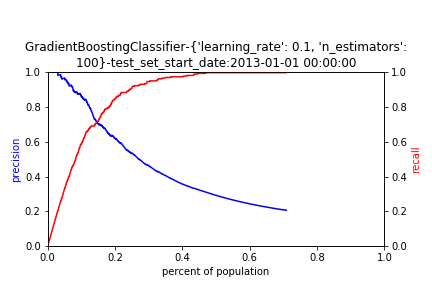 GradientBoostingClassifier-{'learning_rate': 0.1, 'n_estimators':
100}-test_set_start_date:2013-01-01 00:00:00
1.0
0.8
0.6
0.4
0.2
0.0
precision
1.0
0.8
0.6
0.4
0.2
0.0
recall
0.0 0.2 0.4 0.6 0.8 1.0
percent of population